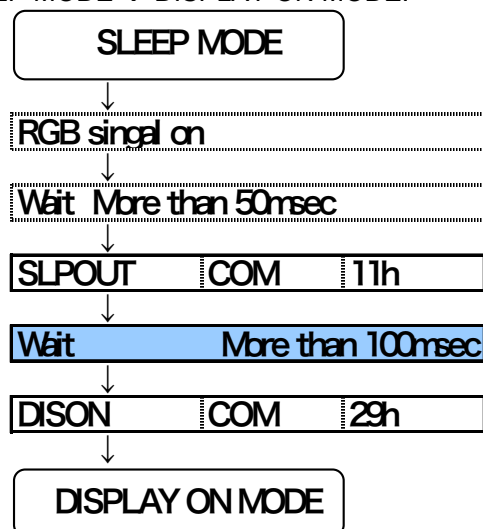 SLEEP MODE
↓
RGB singal on
↓
Wait More than 50msec
↓
SLPOUT COM 11h
↓
Wait More than 100msec
↓
DISON COM 29h
↓
DISPLAY ON MODE